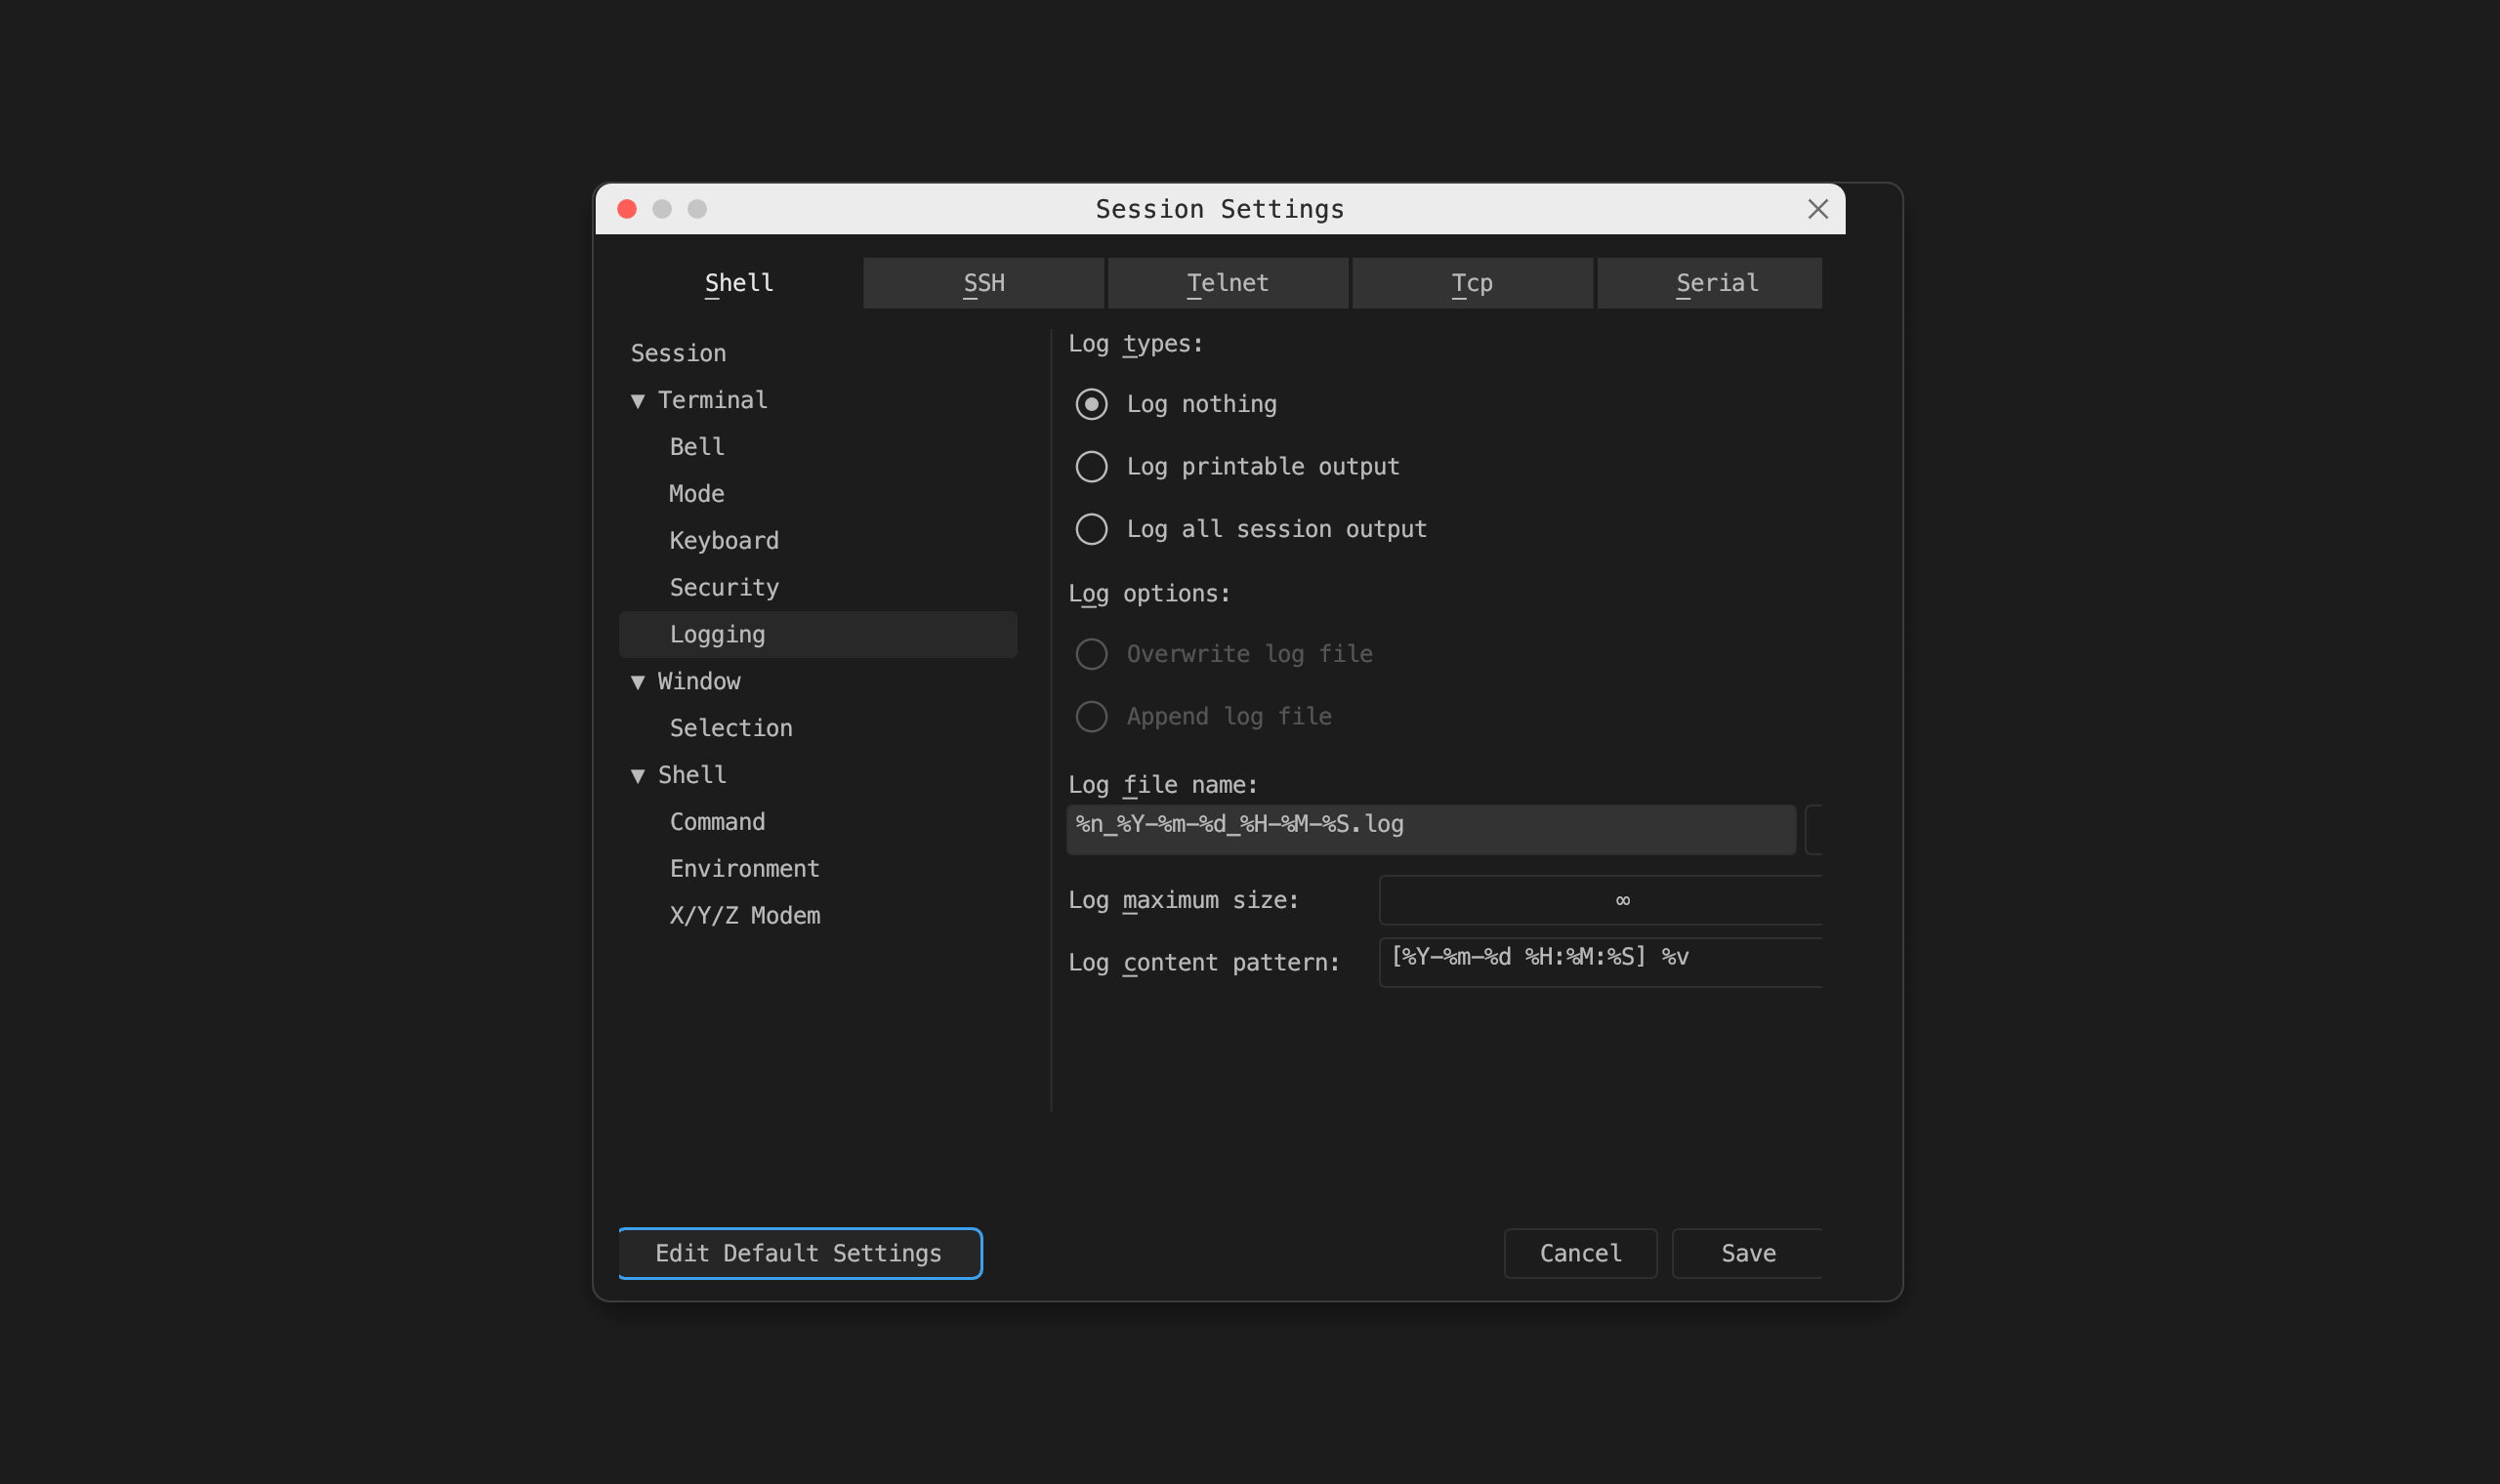 Session Settings
Shell SSH Telnet Tcp Serial
Session
▼ Terminal
Bell
Mode
Keyboard
Security
Logging
▼ Window
Selection
▼ Shell
Command
Environment
X/Y/Z Modem
Log types:
Log nothing
Log printable output
Log all session output
Log options:
Overwrite log file
Append log file
Log file name:
%n_%Y-%m-%d_%H-%M-%S.log
Log maximum size: ∞
Log content pattern: [%Y-%m-%d %H:%M:%S] %v
Edit Default Settings Cancel Save